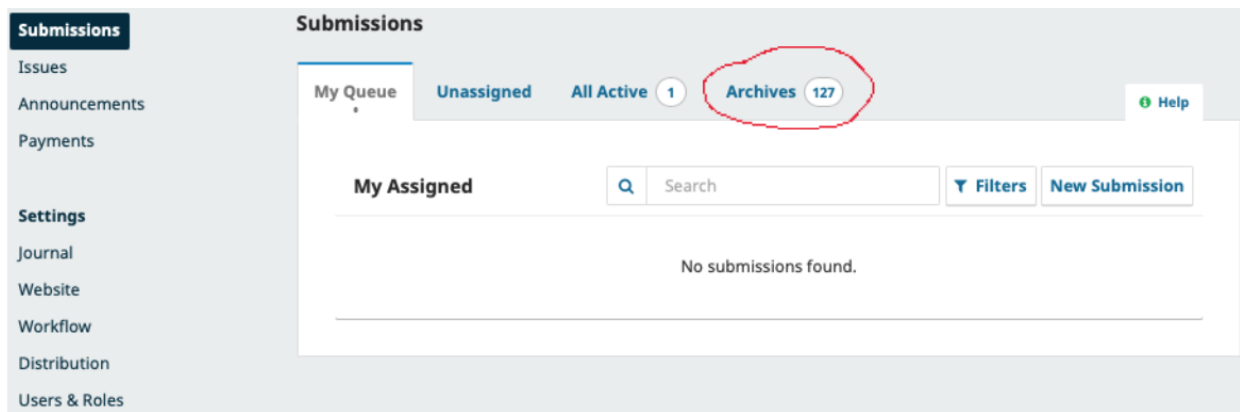 Submissions
Issues
Announcements
Payments
Settings
Journal
Website
Workflow
Distribution
Users & Roles
Submissions
My Queue Unassigned All Active 1 Archives 127
Help
My Assigned Search Filters New Submission
No submissions found.